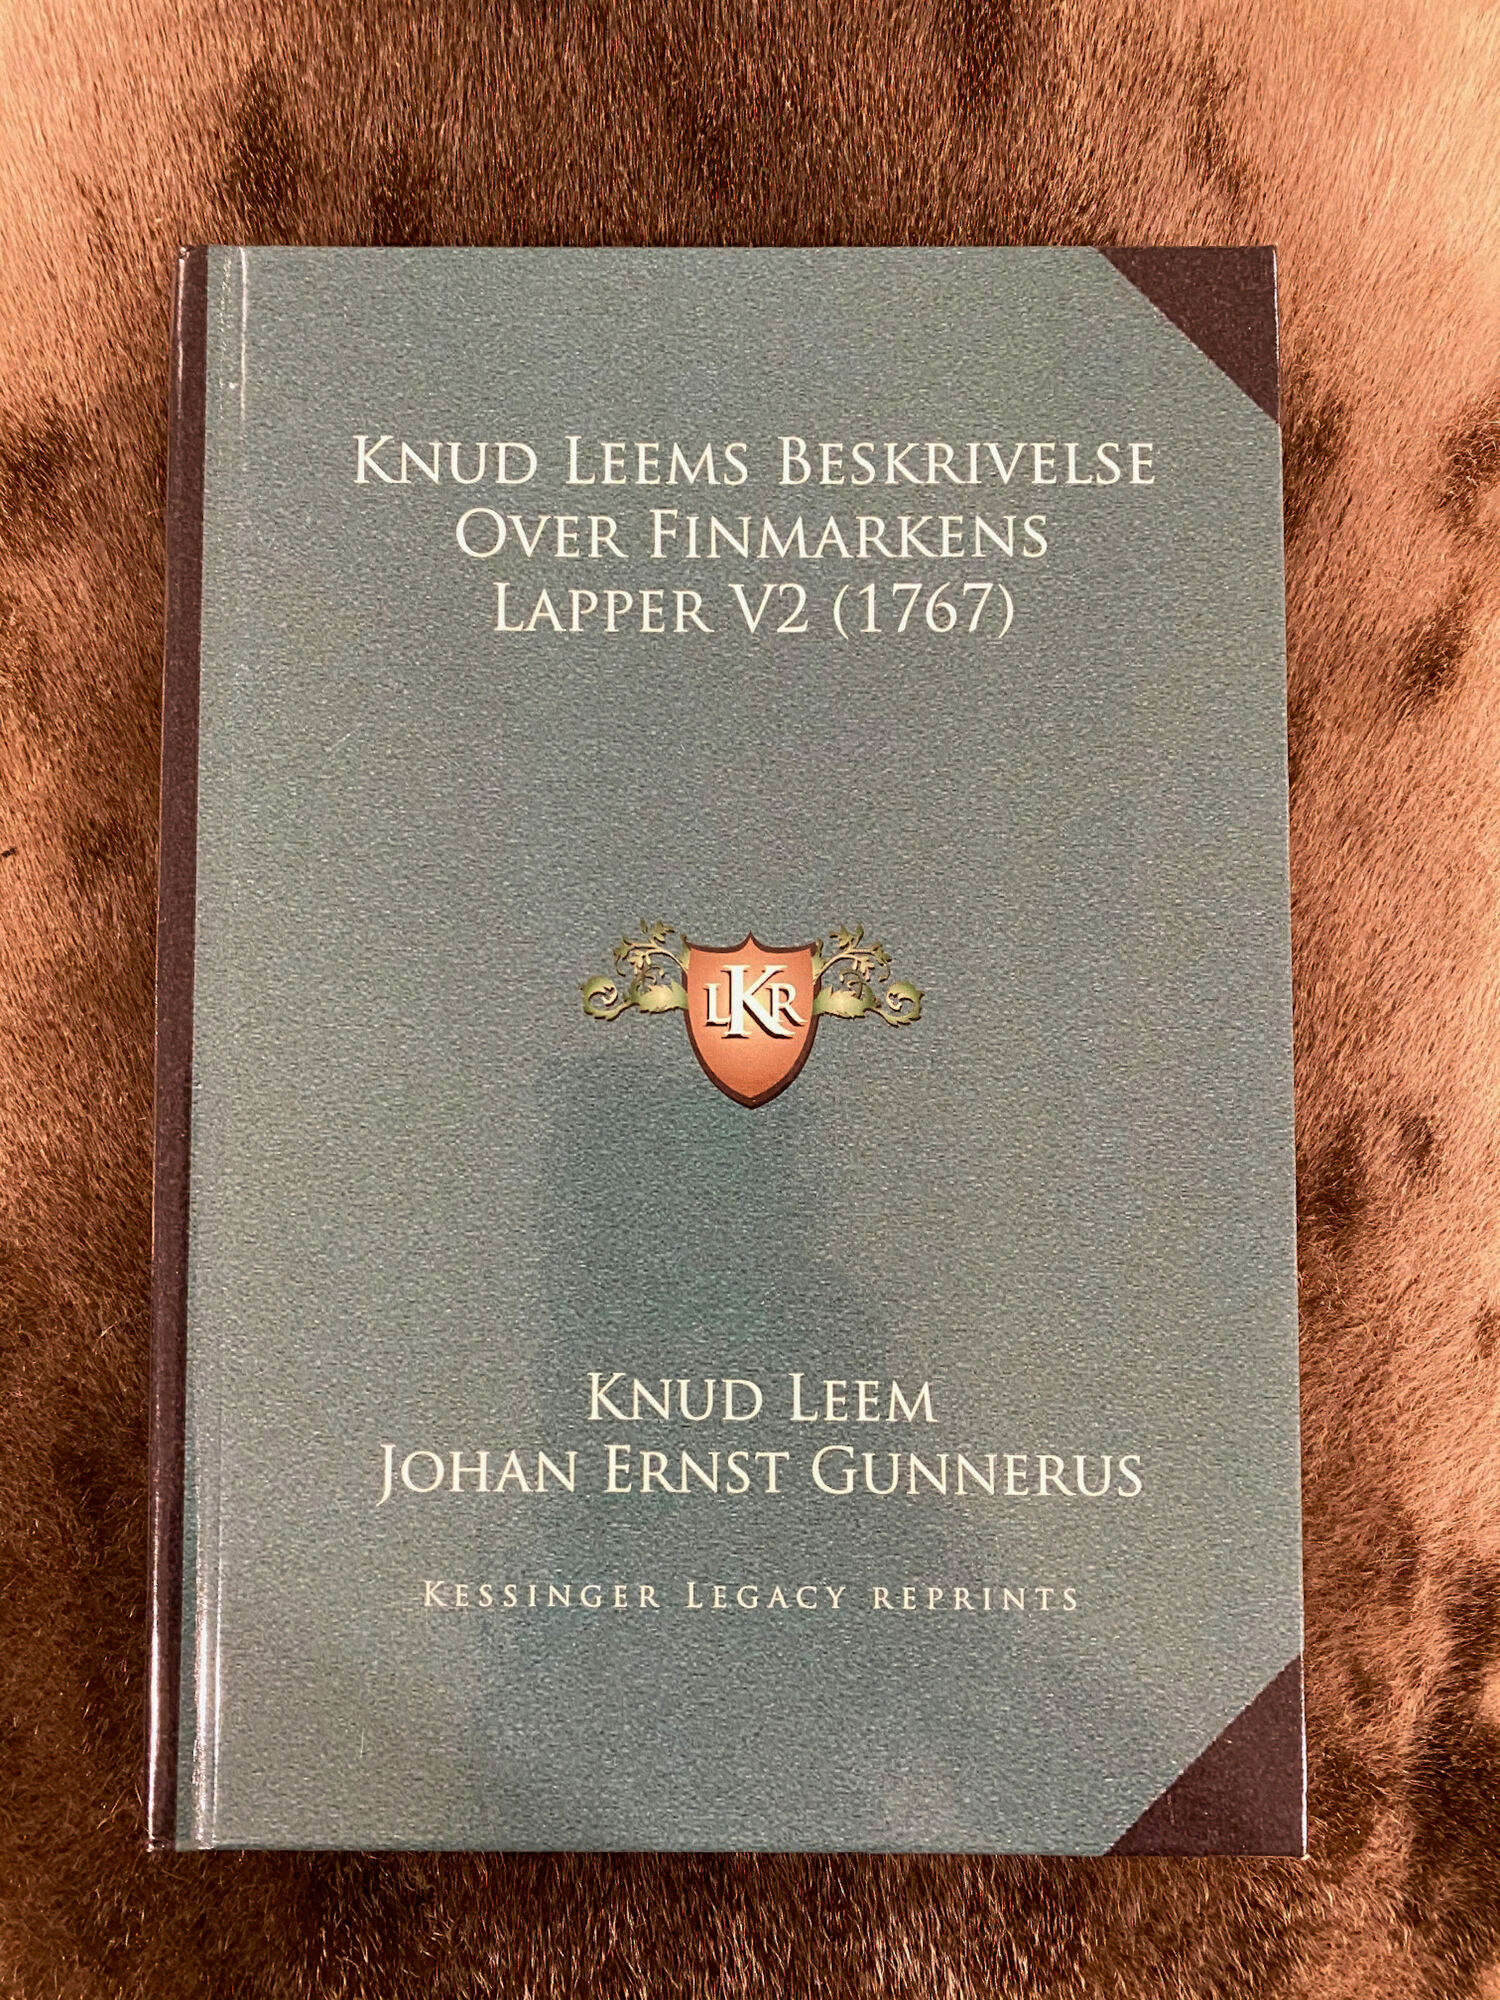 Knud Leems Beskrivelse
Over Finmarkens
Lapper V2 (1767)
LKR
Knud Leem
Johan Ernst Gunnerus
Kessinger Legacy reprints